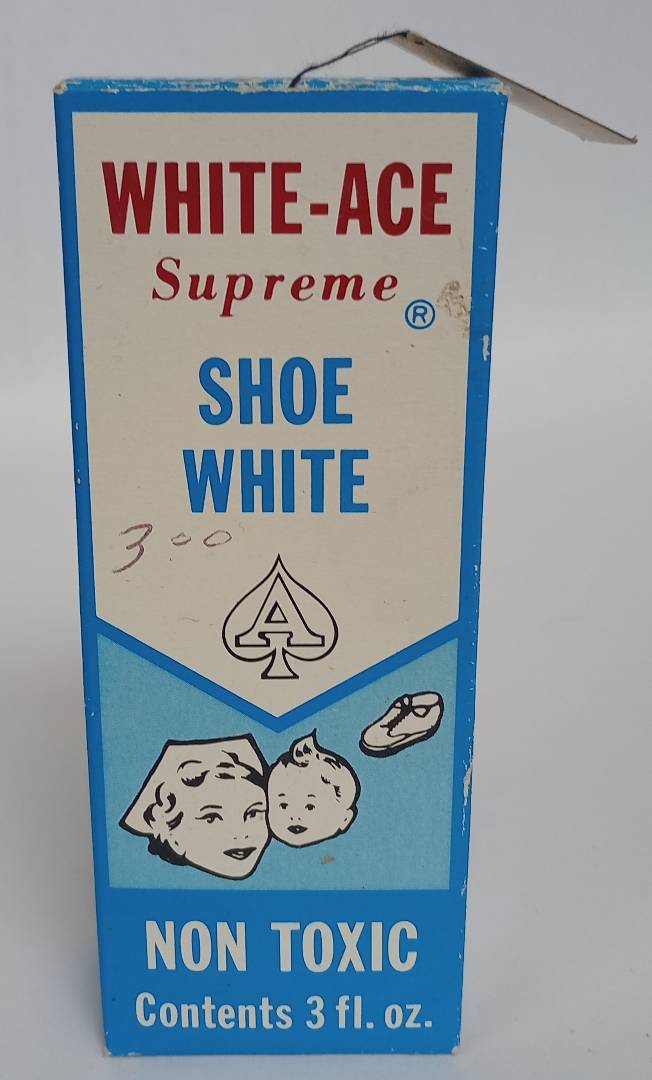 WHITE-ACE
Supreme
®
SHOE
WHITE
3 00
A
NON TOXIC
Contents 3 fl. oz.